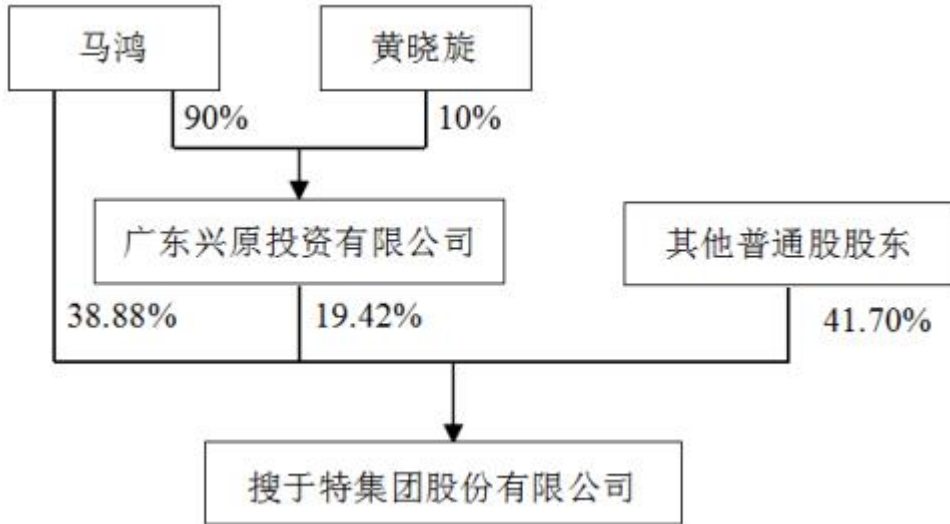 马鸿
黄晓旋
90%
10%
广东兴原投资有限公司
其他普通股股东
38.88%
19.42%
41.70%
搜于特集团股份有限公司